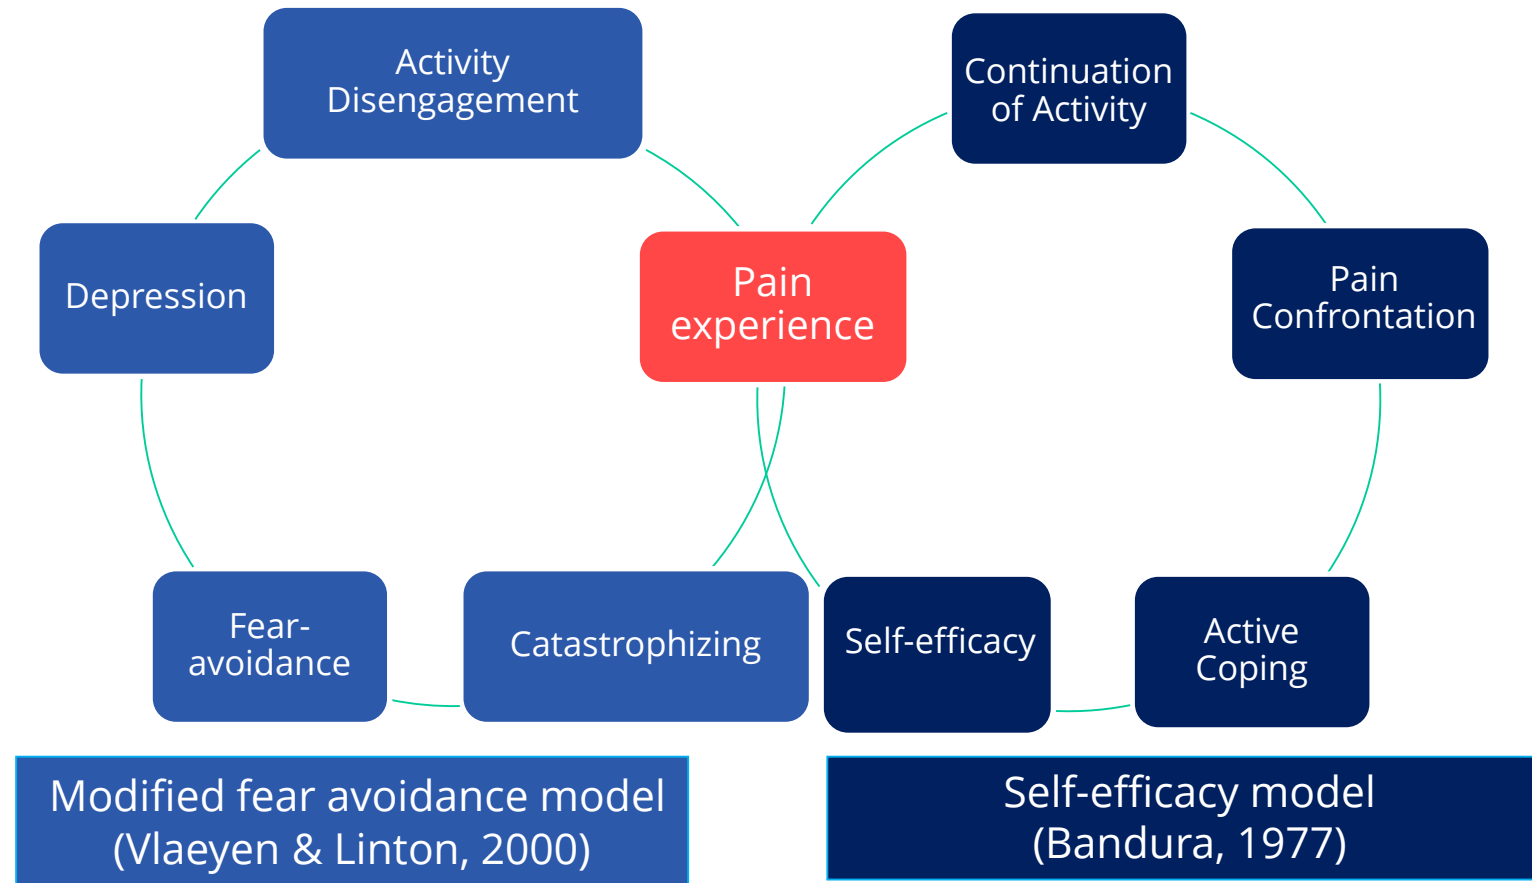 Activity
Disengagement
Continuation
of Activity
Depression
Pain
experience
Pain
Confrontation
Fear-
avoidance
Catastrophizing
Self-efficacy
Active
Coping
Modified fear avoidance model
(Vlaeyen & Linton, 2000)
Self-efficacy model
(Bandura, 1977)